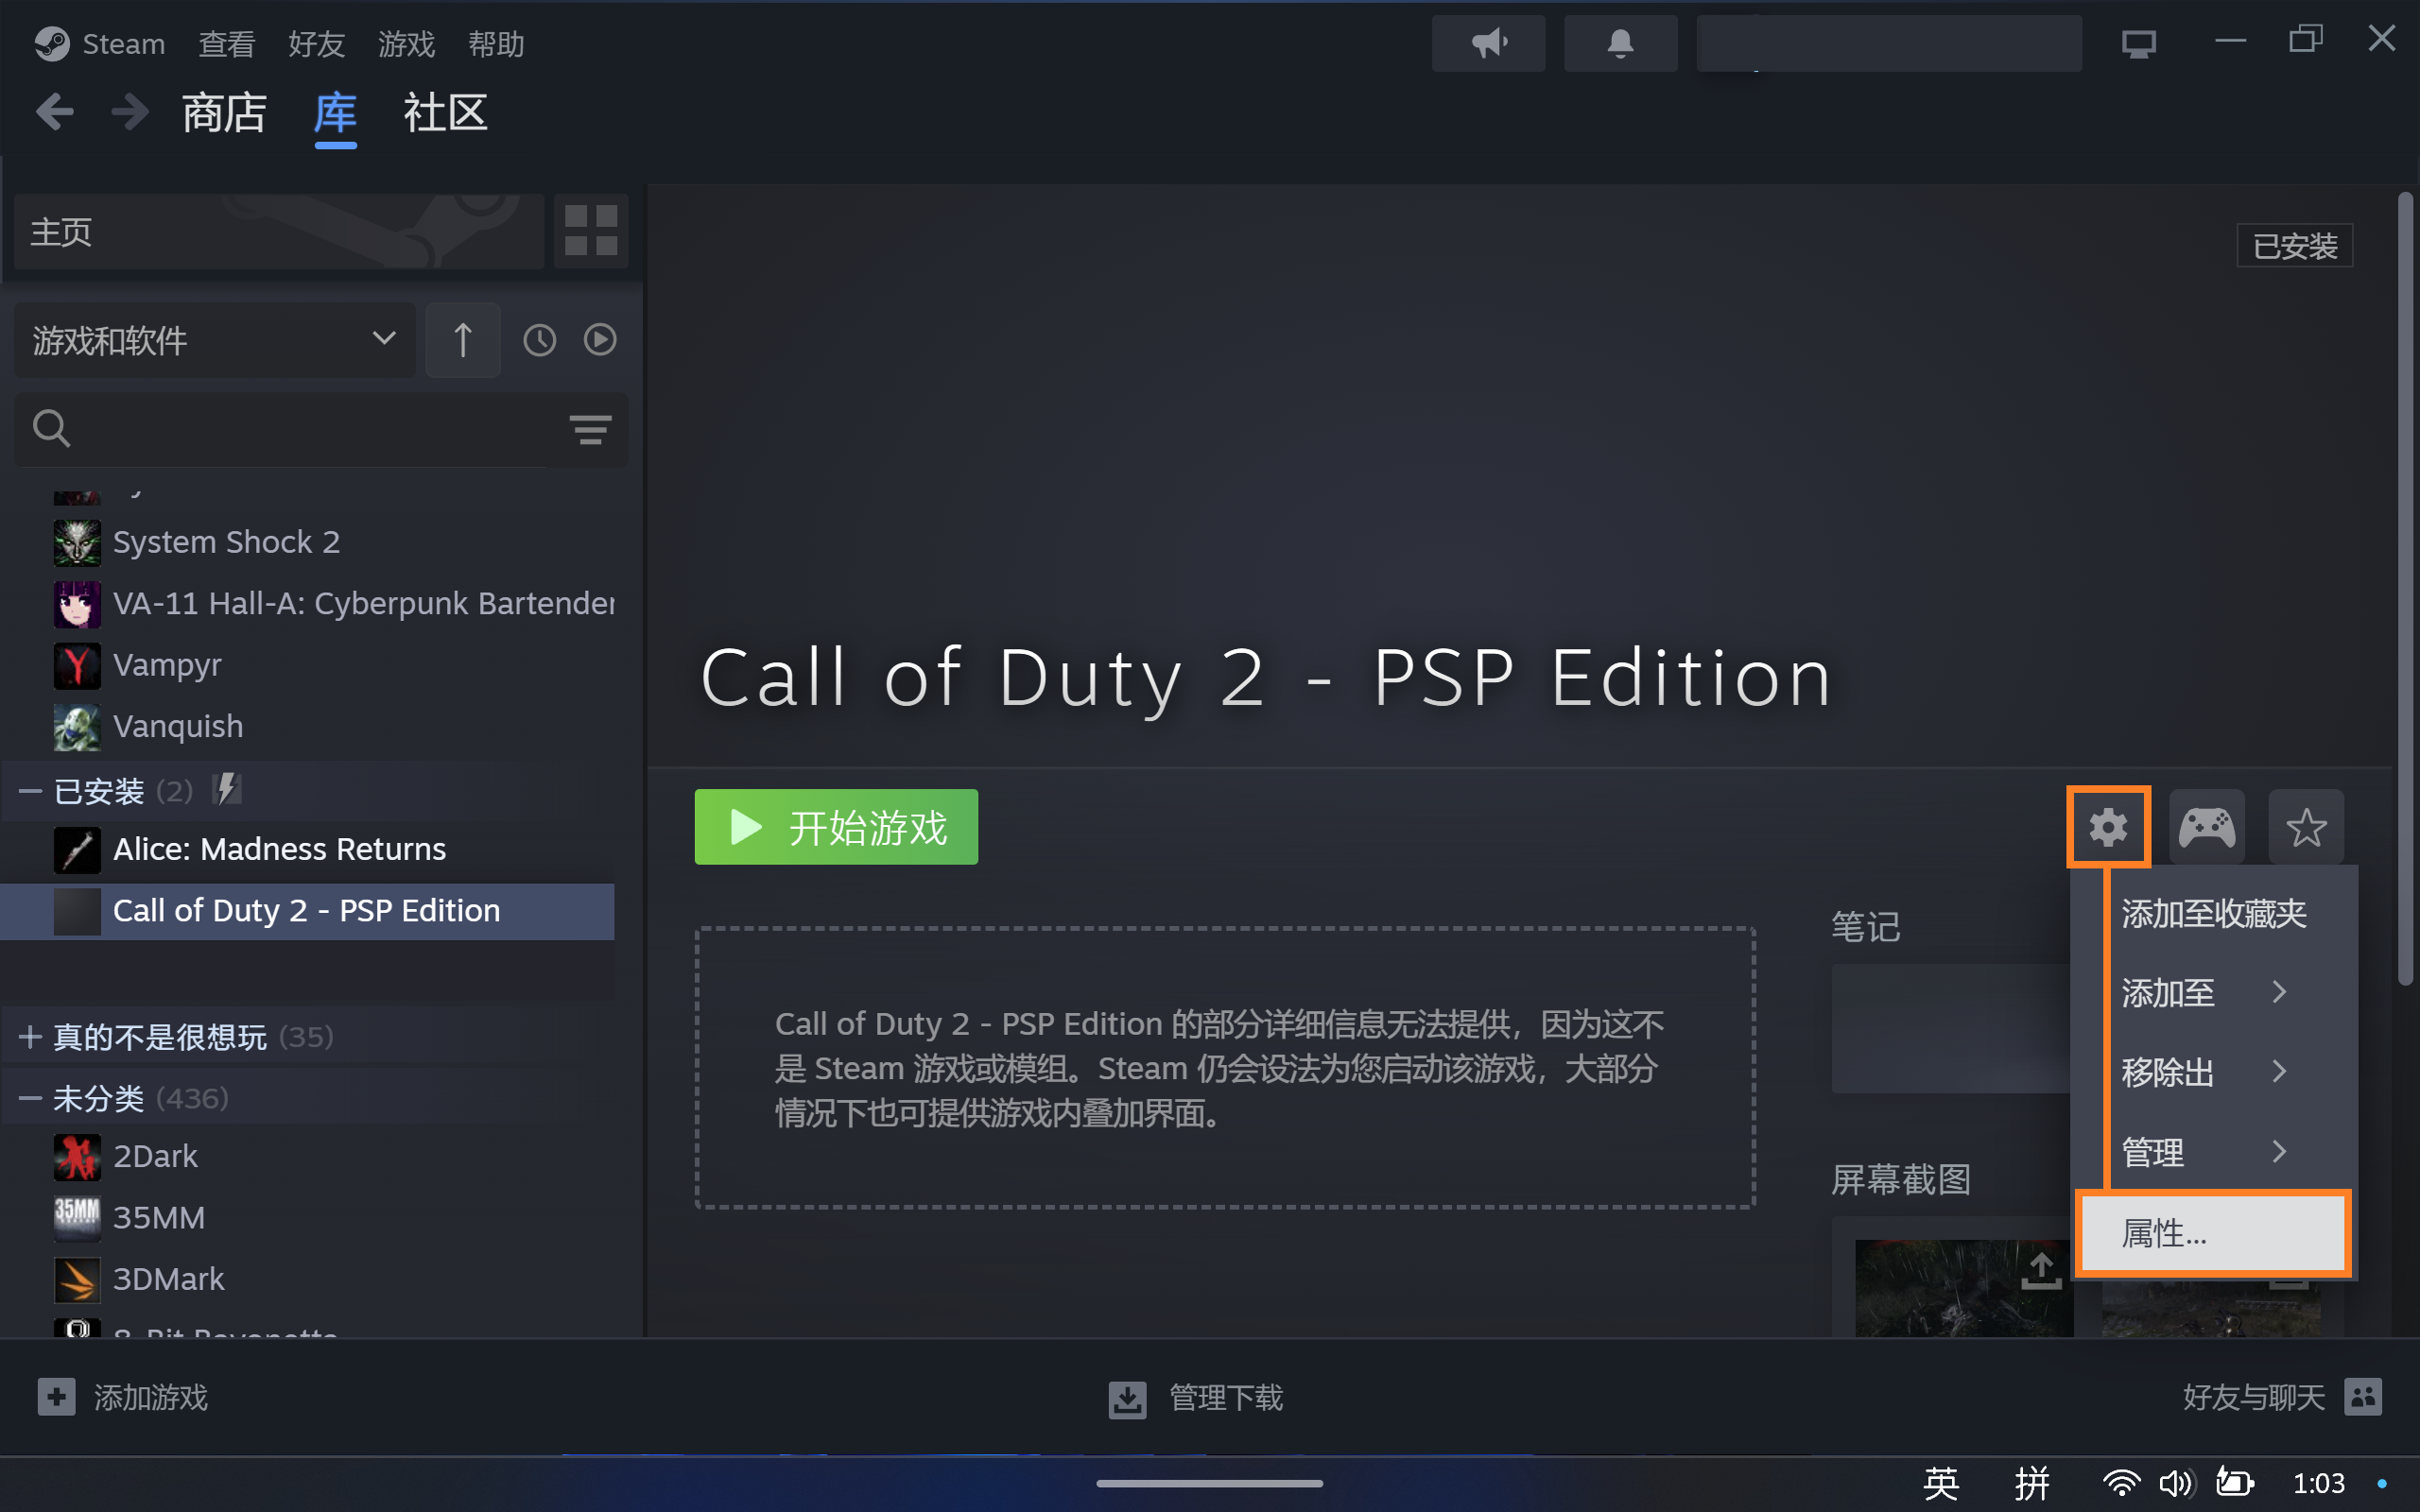 Steam 查看 好友 游戏 帮助
商店 库 社区
主页
已安装
游戏和软件
System Shock 2
VA-11 Hall-A: Cyberpunk Bartender
Vampyr
Vanquish
已安装 (2)
Alice: Madness Returns
Call of Duty 2 - PSP Edition
真的不是很想玩 (35)
未分类 (436)
2Dark
35MM
35MM
3DMark
8-Bit Bayonetta
Call of Duty 2 - PSP Edition
开始游戏
Call of Duty 2 - PSP Edition 的部分详细信息无法提供，因为这不
是 Steam 游戏或模组。Steam 仍会设法为您启动该游戏，大部分
情况下也可提供游戏内叠加界面。
笔记
屏幕截图
添加至收藏夹
添加至
移除出
管理
属性...
添加游戏
管理下载
好友与聊天
英 拼 1:03